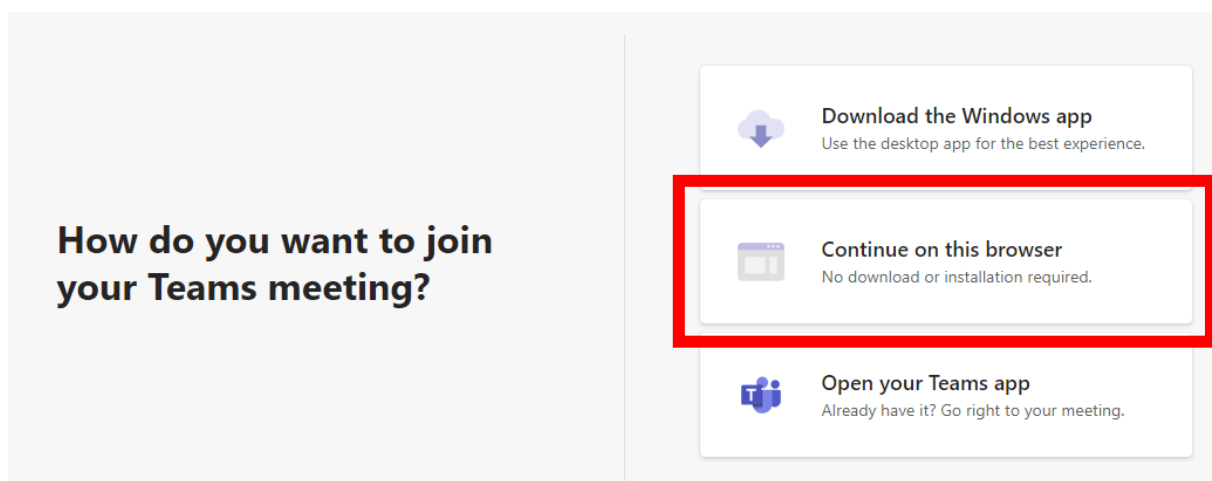 How do you want to join
your Teams meeting?
Download the Windows app
Use the desktop app for the best experience.
Continue on this browser
No download or installation required.
Open your Teams app
Already have it? Go right to your meeting.